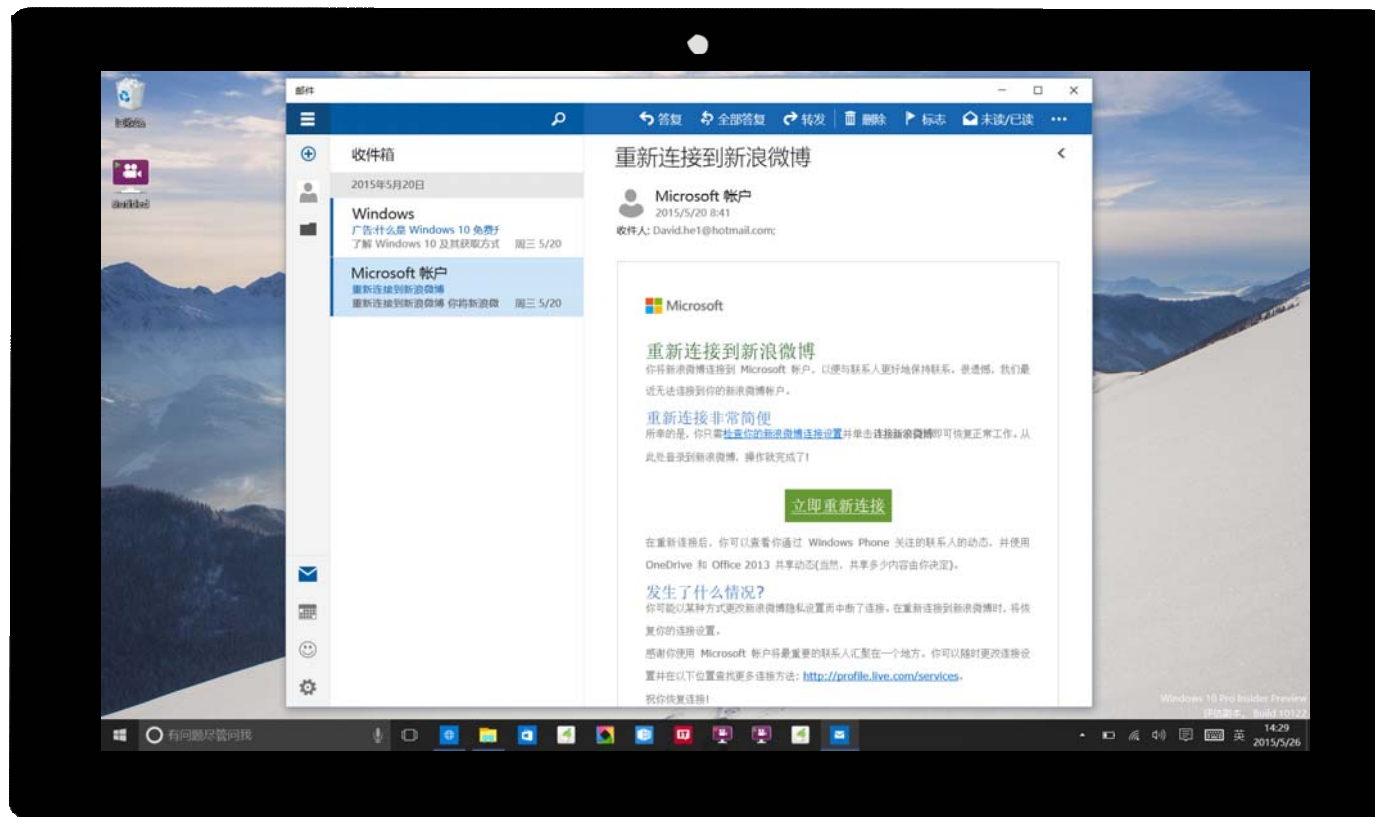 邮件
答复
全部答复
转发
删除
标志
未读/已读
收件箱
2015年5月20日
Windows
广告:什么是 Windows 10 免费升
了解 Windows 10 及其获取方式 周三 5/20
Microsoft 帐户
重新连接到新浪微博
重新连接到新浪微博 你将新浪微 周三 5/20
重新连接到新浪微博
Microsoft 帐户
2015/5/20 8:41
收件人: David.he1@hotmail.com;
Microsoft
重新连接到新浪微博
你将新浪微博连接到 Microsoft 帐户，以便与联系人更好地保持联系。很遗憾，我们最
近无法连接到你的新浪微博帐户。
重新连接非常简便
所幸的是，你只需检查你的新浪微博连接设置并单击连接新浪微博即可恢复正常工作。从
此处登录到新浪微博，操作就完成了!
立即重新连接
在重新连接后，你可以查看你通过 Windows Phone 关注的联系人的动态，并使用
OneDrive 和 Office 2013 共享动态(当然，共享多少内容由你决定)。
发生了什么情况?
你可能以某种方式更改新浪微博隐私设置而中断了连接。在重新连接到新浪微博时，将恢
复你的连接设置。
感谢你使用 Microsoft 帐户将最重要的联系人汇聚在一个地方。你可以随时更改连接设
置并在以下位置查找更多连接方法: http://profile.live.com/services。
祝你恢复连接!
Windows 10 Pro Insider Preview
评估副本。 Build 10122
有问题尽管问我
英
14:29
2015/5/26